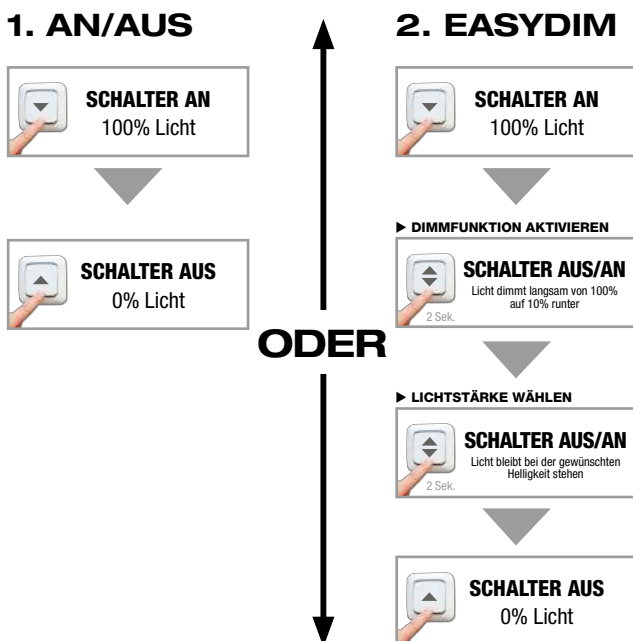 1. AN/AUS
SCHALTER AN
100% Licht
SCHALTER AUS
0% Licht
ODER
2. EASYDIM
SCHALTER AN
100% Licht
▶ DIMMFUNKTION AKTIVIEREN
SCHALTER AUS/AN
Licht dimmt langsam von 100%
auf 10% runter
2 Sek.
▶ LICHTSTÄRKE WÄHLEN
SCHALTER AUS/AN
Licht bleibt bei der gewünschten
Helligkeit stehen
2 Sek.
SCHALTER AUS
0% Licht